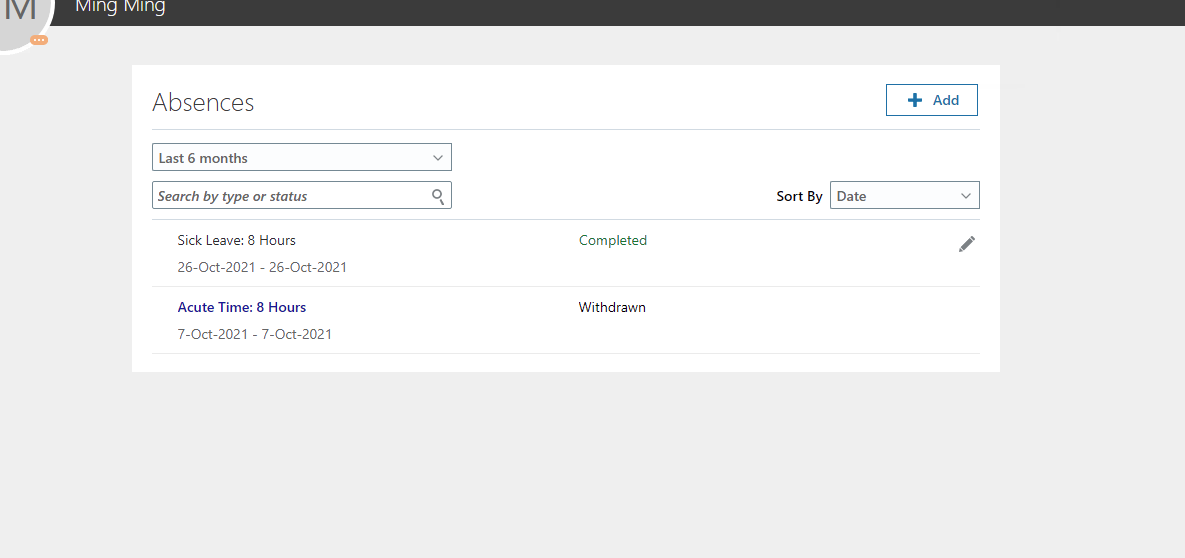 M
Ming Ming
Absences
Add
Last 6 months
Search by type or status
Sort By Date
Sick Leave: 8 Hours Completed
26-Oct-2021 - 26-Oct-2021
Acute Time: 8 Hours Withdrawn
7-Oct-2021 - 7-Oct-2021